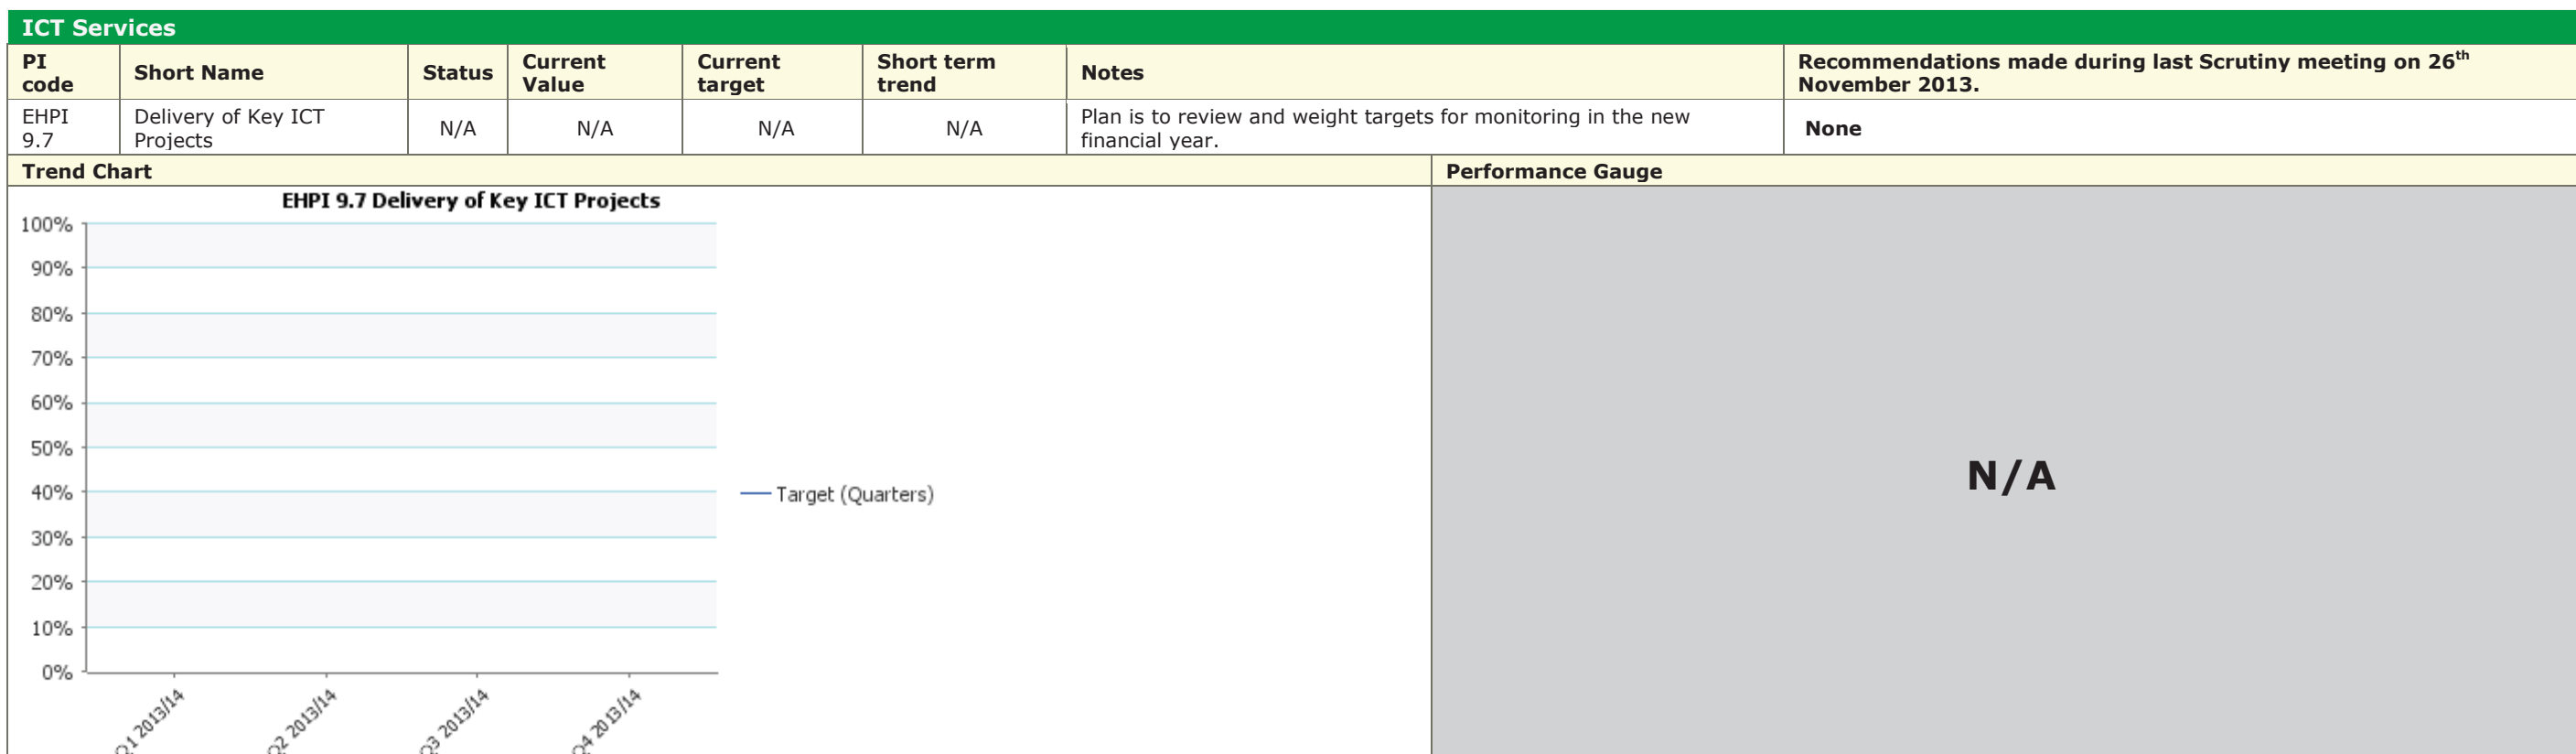 ICT Services
PI
code
Short Name
Status
Current
Value
Current
target
Short term
trend
Notes
Recommendations made during last Scrutiny meeting on 26th
November 2013.
EHPI
9.7
Delivery of Key ICT
Projects
N/A
N/A
N/A
N/A
Plan is to review and weight targets for monitoring in the new
financial year.
None
Trend Chart
Performance Gauge
EHPI 9.7 Delivery of Key ICT Projects
100%
90%
80%
70%
60%
50%
40%
30%
20%
10%
0%
Q1 2013/14
Q2 2013/14
Q3 2013/14
Q4 2013/14
Target (Quarters)
N/A